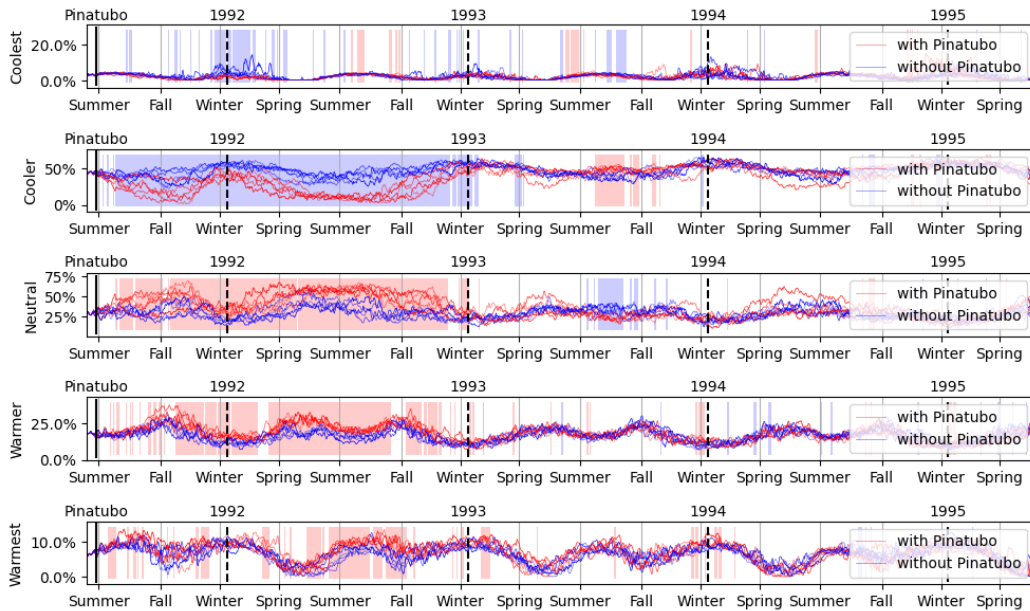 Pinatubo 1992 1993 1994 1995
Coolest
20.0%
0.0%
with Pinatubo
without Pinatubo
Summer Fall Winter Spring Summer Fall Winter Spring Summer Fall Winter Spring Summer Fall Winter Spring
Pinatubo 1992 1993 1994 1995
Cooler
50%
0%
with Pinatubo
without Pinatubo
Summer Fall Winter Spring Summer Fall Winter Spring Summer Fall Winter Spring Summer Fall Winter Spring
Pinatubo 1992 1993 1994 1995
Neutral
75%
50%
25%
with Pinatubo
without Pinatubo
Summer Fall Winter Spring Summer Fall Winter Spring Summer Fall Winter Spring Summer Fall Winter Spring
Pinatubo 1992 1993 1994 1995
Warmer
25.0%
0.0%
with Pinatubo
without Pinatubo
Summer Fall Winter Spring Summer Fall Winter Spring Summer Fall Winter Spring Summer Fall Winter Spring
Pinatubo 1992 1993 1994 1995
Warmest
10.0%
0.0%
with Pinatubo
without Pinatubo
Summer Fall Winter Spring Summer Fall Winter Spring Summer Fall Winter Spring Summer Fall Winter Spring